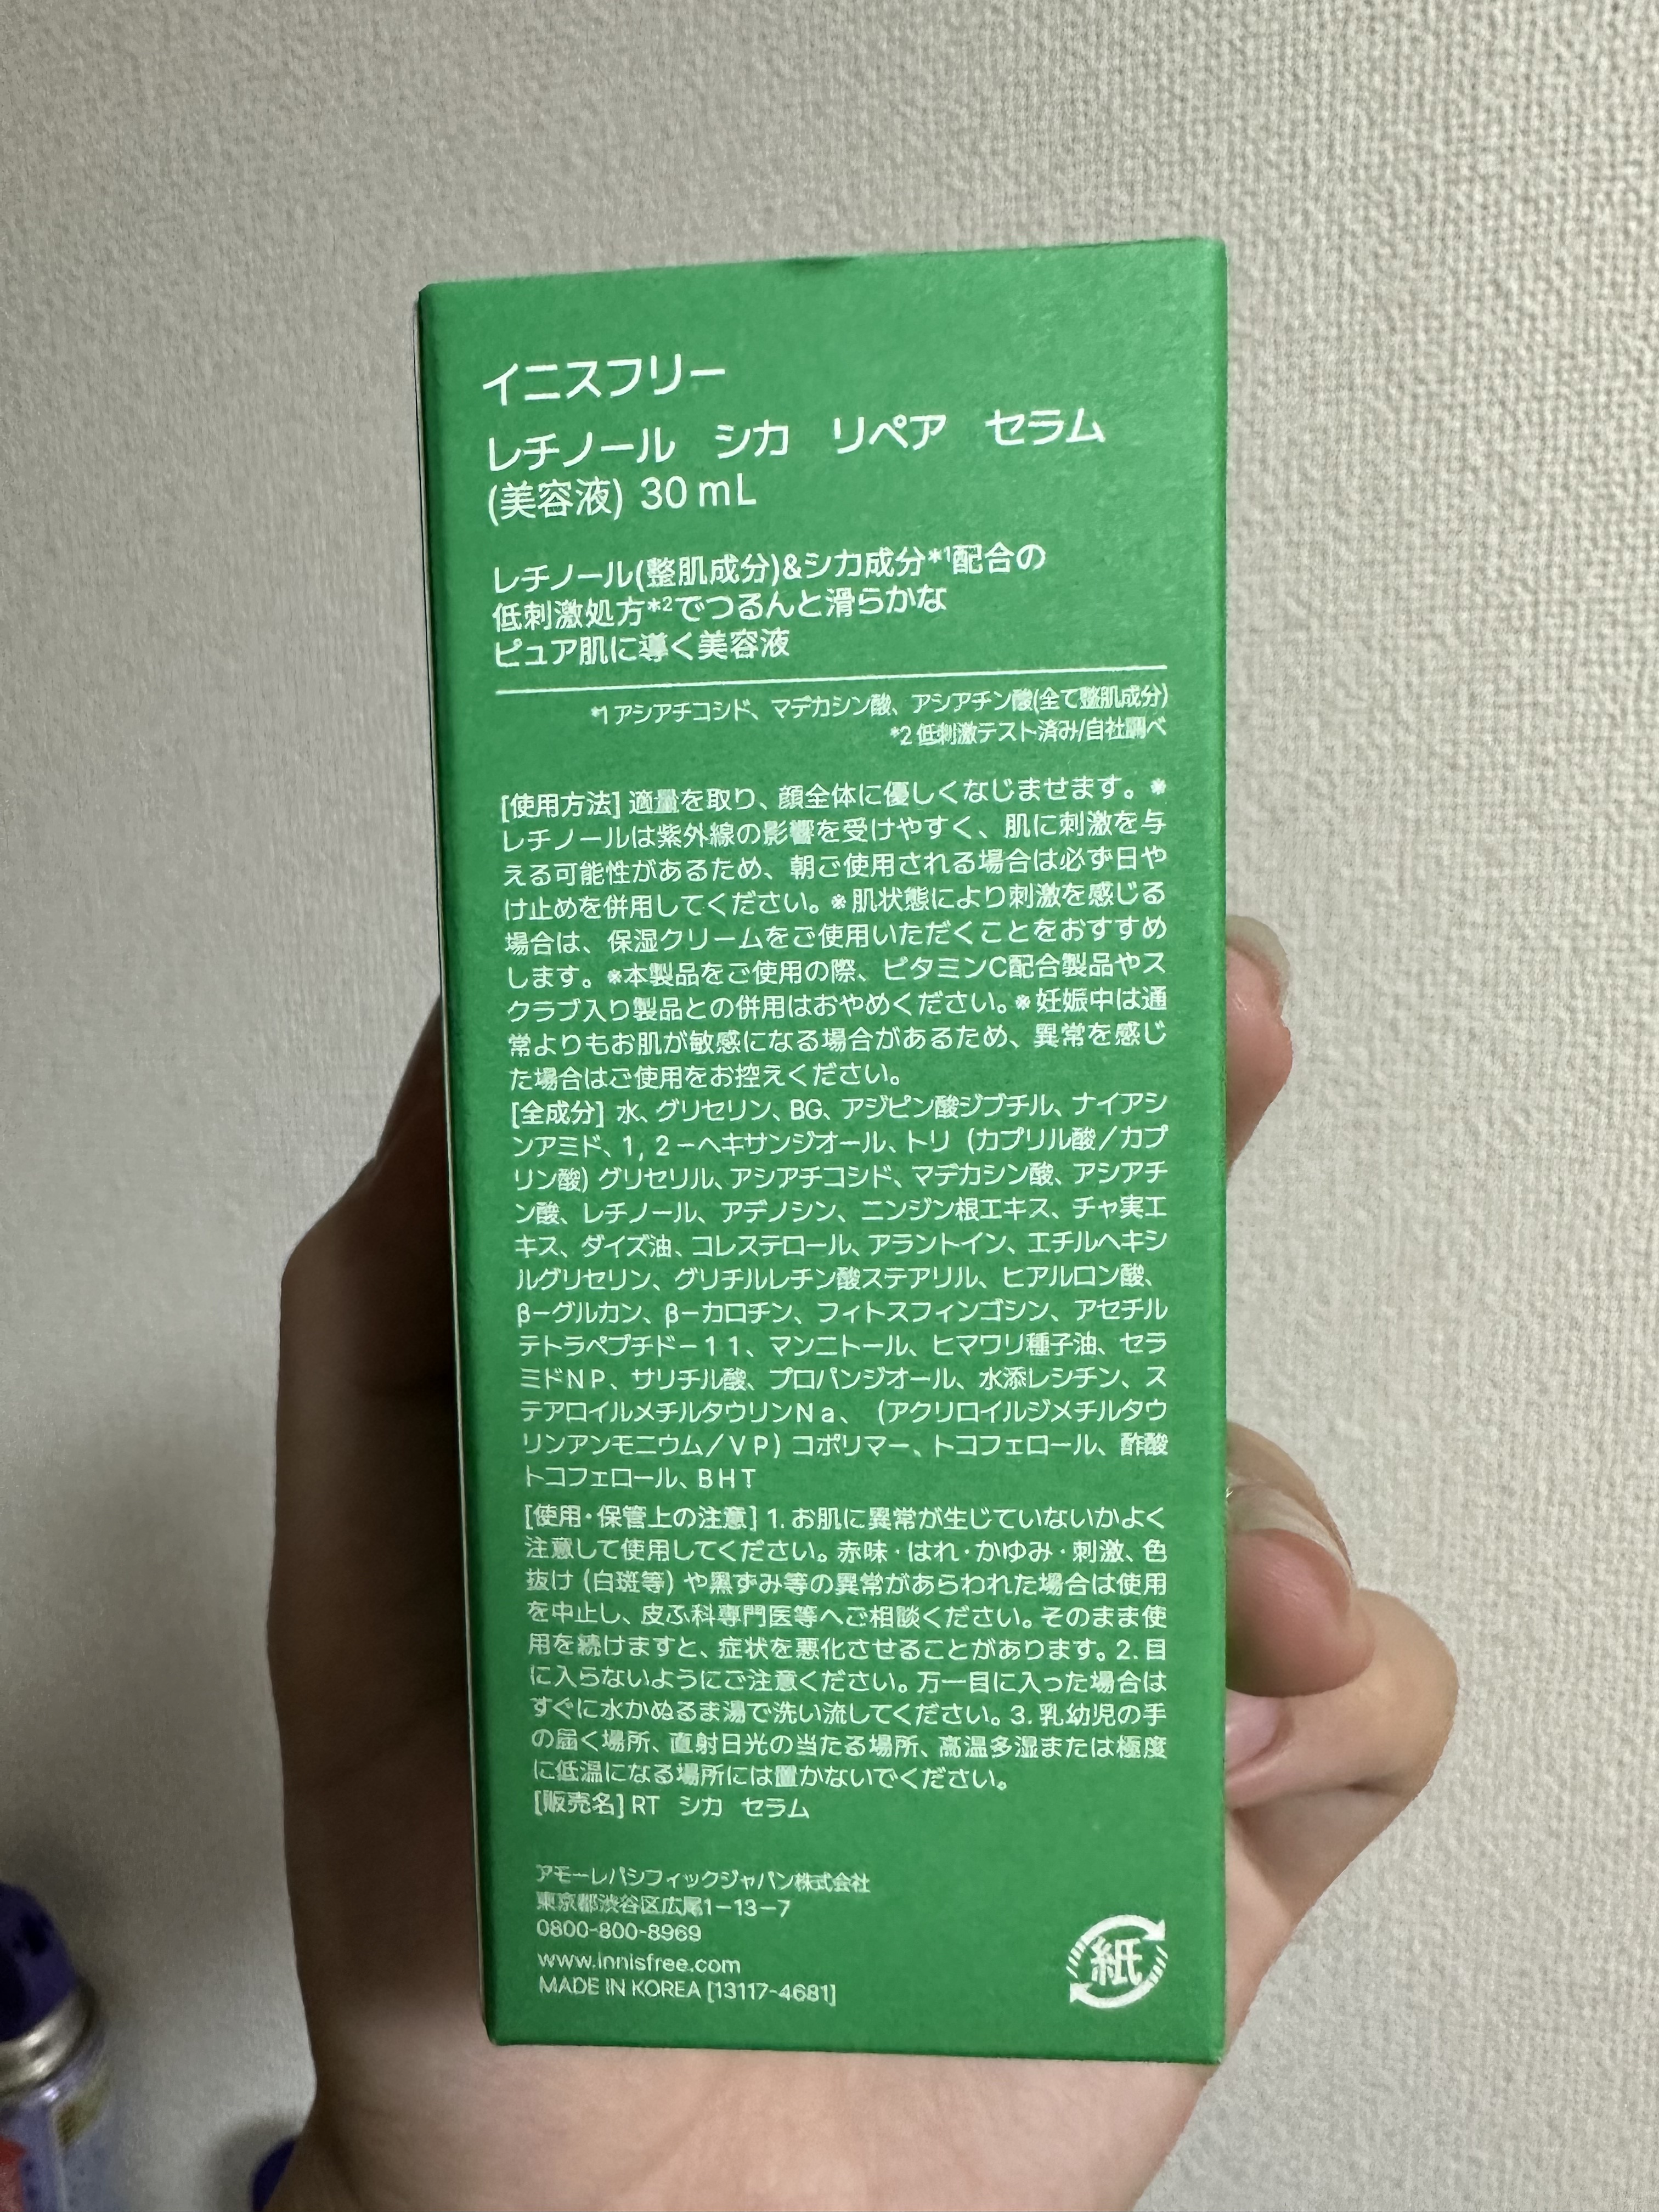 イニスフリー
レチノール　シカ　リペア　セラム
(美容液) 30 mL
レチノール(整肌成分)&シカ成分*1配合の
低刺激処方*2でつるんと滑らかな
ピュア肌に導く美容液
*1 アシアチコシド、マデカシン酸、アシアチン酸(全て整肌成分)
*2 低刺激テスト済み/自社調べ
[使用方法] 適量を取り、顔全体に優しくなじませます。※
レチノールは紫外線の影響を受けやすく、肌に刺激を与
える可能性があるため、朝ご使用される場合は必ず日や
け止めを併用してください。※肌状態により刺激を感じる
場合は、保湿クリームをご使用いただくことをおすすめ
します。※本製品をご使用の際、ビタミンC配合製品やス
クラブ入り製品との併用はおやめください。※妊娠中は通
常よりもお肌が敏感になる場合があるため、異常を感じ
た場合はご使用をお控えください。
[全成分] 水、グリセリン、BG、アジピン酸ジブチル、ナイアシ
ンアミド、1，2－ヘキサンジオール、トリ（カプリル酸／カプ
リン酸）グリセリル、アシアチコシド、マデカシン酸、アシアチ
ン酸、レチノール、アデノシン、ニンジン根エキス、チャ実エ
キス、ダイズ油、コレステロール、アラントイン、エチルヘキシ
ルグリセリン、グリチルレチン酸ステアリル、ヒアルロン酸、
β－グルカン、β－カロチン、フィトスフィンゴシン、アセチル
テトラペプチド－１１、マンニトール、ヒマワリ種子油、セラ
ミドＮＰ、サリチル酸、プロパンジオール、水添レシチン、ス
テアロイルメチルタウリンＮａ、（アクリロイルジメチルタウ
リンアンモニウム／ＶＰ）コポリマー、トコフェロール、酢酸
トコフェロール、ＢＨＴ
[使用・保管上の注意] 1. お肌に異常が生じていないかよく
注意して使用してください。赤味・はれ・かゆみ・刺激、色
抜け（白斑等）や黒ずみ等の異常があらわれた場合は使用
を中止し、皮ふ科専門医等へご相談ください。そのまま使
用を続けますと、症状を悪化させることがあります。2. 目
に入らないようにご注意ください。万一目に入った場合は
すぐに水かぬるま湯で洗い流してください。3. 乳幼児の手
の届く場所、直射日光の当たる場所、高温多湿または極度
に低温になる場所には置かないでください。
[販売名] RT　シカ　セラム
アモーレパシフィックジャパン株式会社
東京都渋谷区広尾1－13－7
0800-800-8969
www.innisfree.com
MADE IN KOREA [13117-4681]
紙